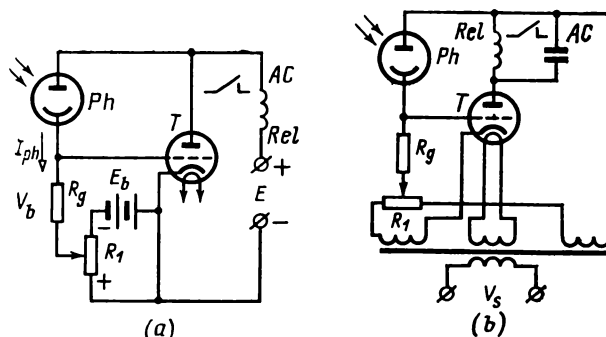 Ph
I_ph
V_b
R_g
E_b
−
R_1
+
T
AC
Rel
+
E
−
(a)
Rel
AC
Ph
T
R_g
R_1
V_s
(b)